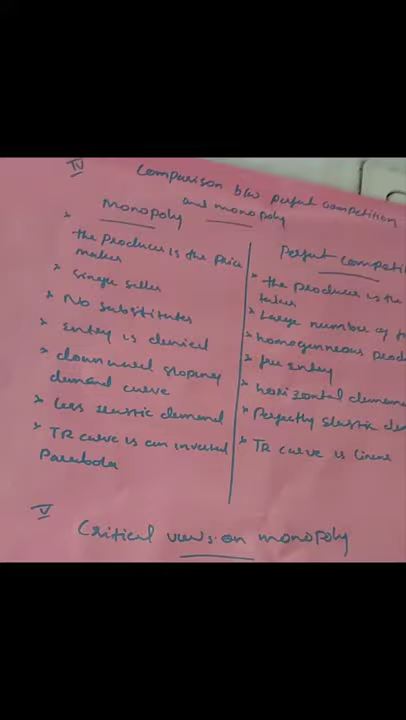 IV Comparison b/w perfect competition
and monopoly
Monopoly
* the producer is the price
maker
* single seller
* No substitutes
* entry is denied
* downward sloping
demand curve
* less elastic demand
* TR curve is an inverted
Parabola
Perfect competiti
* the producer is the
taker
* Large number of
* homogeneous prod
* free entry
* horizontal deman
* Perfectly elastic de
* TR curve is linear
V
Critical views on monopoly